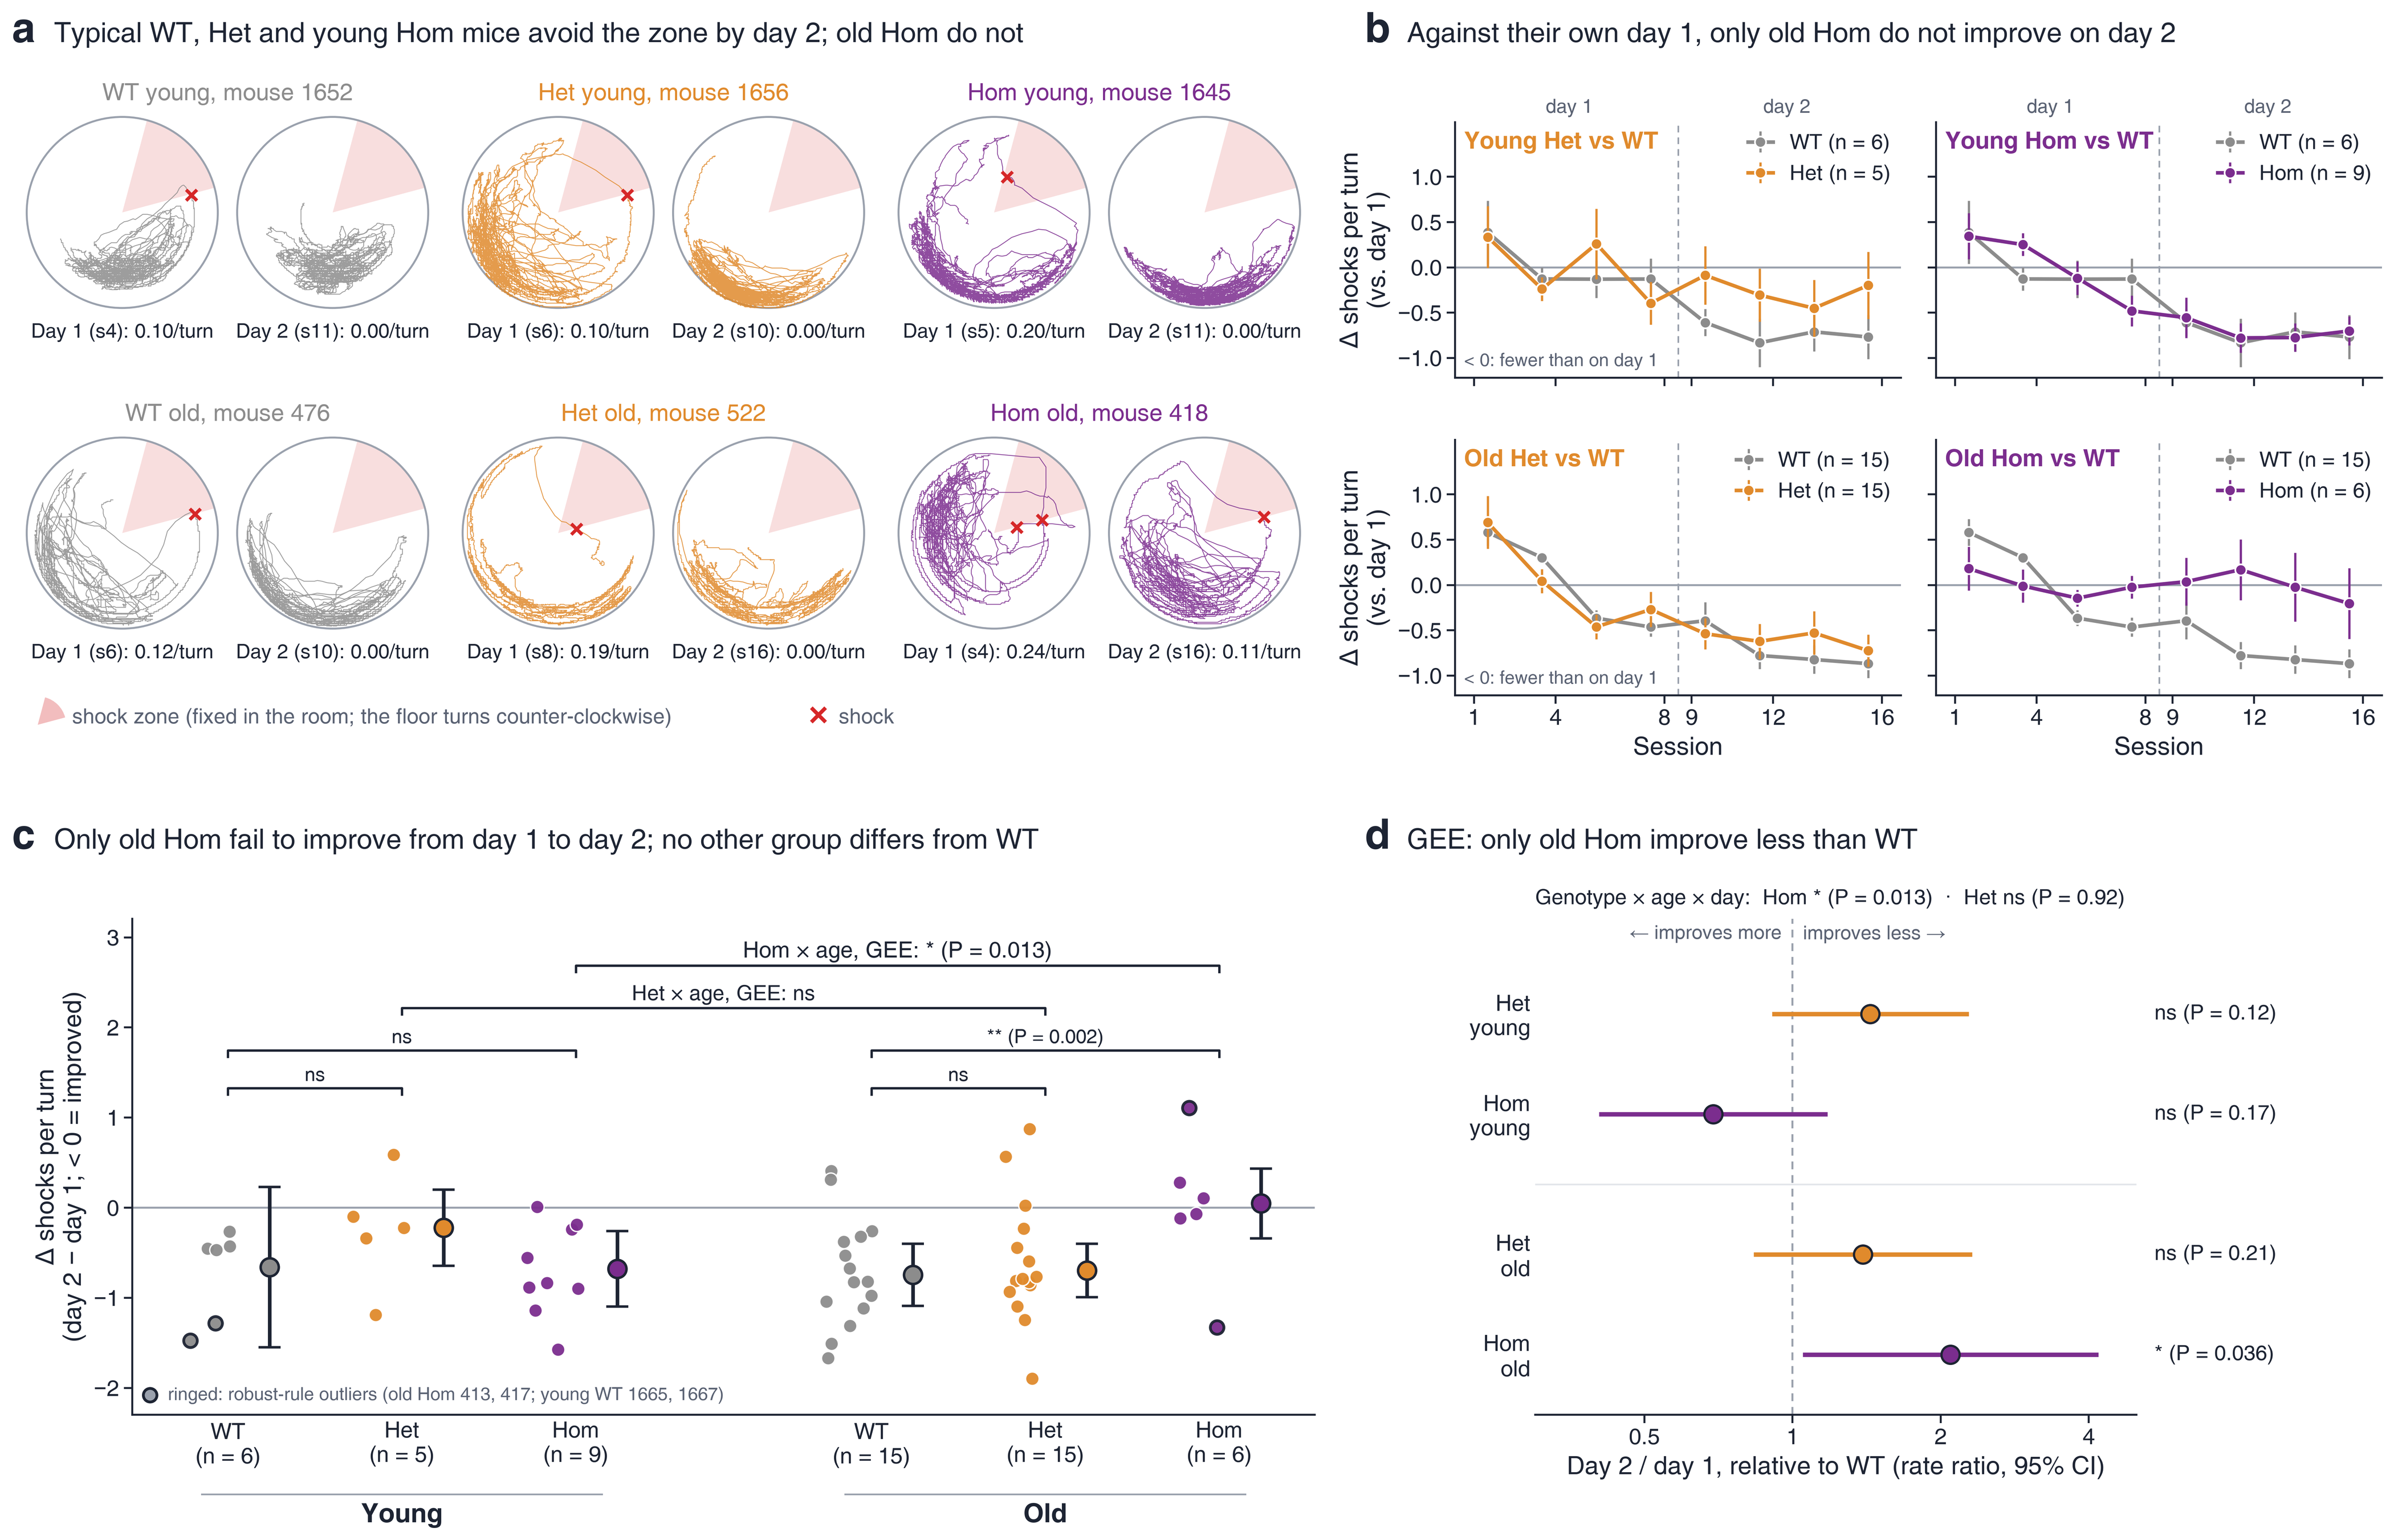 a Typical WT, Het and young Hom mice avoid the zone by day 2; old Hom do not
WT young, mouse 1652
Het young, mouse 1656
Hom young, mouse 1645
Day 1 (s4): 0.10/turn
Day 2 (s11): 0.00/turn
Day 1 (s6): 0.10/turn
Day 2 (s10): 0.00/turn
Day 1 (s5): 0.20/turn
Day 2 (s11): 0.00/turn
WT old, mouse 476
Het old, mouse 522
Hom old, mouse 418
Day 1 (s6): 0.12/turn
Day 2 (s10): 0.00/turn
Day 1 (s8): 0.19/turn
Day 2 (s16): 0.00/turn
Day 1 (s4): 0.24/turn
Day 2 (s16): 0.11/turn
shock zone (fixed in the room; the floor turns counter-clockwise)
shock
b Against their own day 1, only old Hom do not improve on day 2
day 1
day 2
day 1
day 2
Young Het vs WT
WT (n = 6)
Het (n = 5)
Young Hom vs WT
WT (n = 6)
Hom (n = 9)
Δ shocks per turn
(vs. day 1)
1.0
0.5
0.0
−0.5
−1.0
< 0: fewer than on day 1
Old Het vs WT
WT (n = 15)
Het (n = 15)
Old Hom vs WT
WT (n = 15)
Hom (n = 6)
Δ shocks per turn
(vs. day 1)
1.0
0.5
0.0
−0.5
−1.0
< 0: fewer than on day 1
1 4 8 9 12 16
1 4 8 9 12 16
Session
Session
c Only old Hom fail to improve from day 1 to day 2; no other group differs from WT
Δ shocks per turn
(day 2 − day 1; < 0 = improved)
3
2
1
0
−1
−2
Hom × age, GEE: * (P = 0.013)
Het × age, GEE: ns
ns
** (P = 0.002)
ns
ns
ringed: robust-rule outliers (old Hom 413, 417; young WT 1665, 1667)
WT
(n = 6)
Het
(n = 5)
Hom
(n = 9)
WT
(n = 15)
Het
(n = 15)
Hom
(n = 6)
Young
Old
d GEE: only old Hom improve less than WT
Genotype × age × day: Hom * (P = 0.013) · Het ns (P = 0.92)
← improves more
improves less →
Het
young
ns (P = 0.12)
Hom
young
ns (P = 0.17)
Het
old
ns (P = 0.21)
Hom
old
* (P = 0.036)
0.5 1 2 4
Day 2 / day 1, relative to WT (rate ratio, 95% CI)